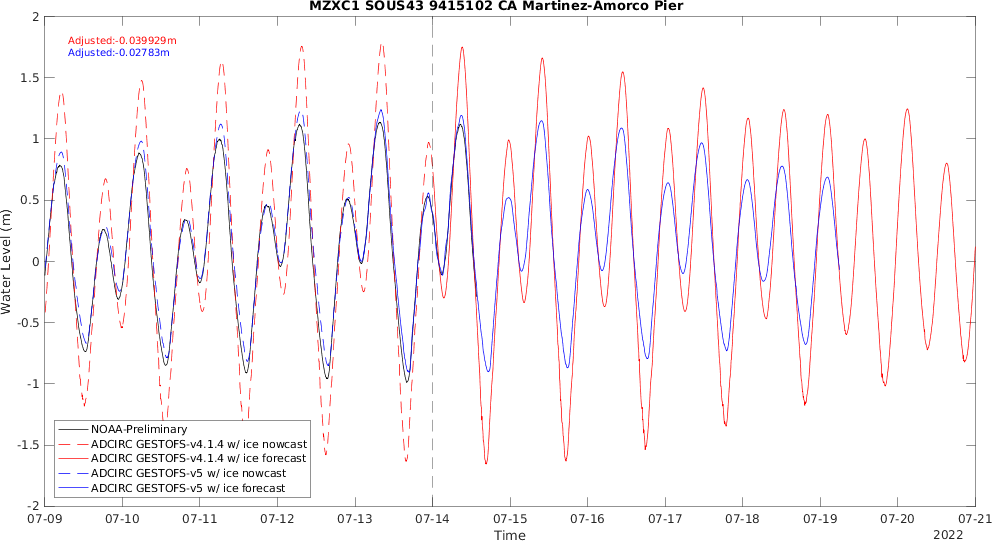 MZXC1 SOUS43 9415102 CA Martinez-Amorco Pier
Adjusted:-0.039929m
Adjusted:-0.02783m
2
1.5
1
0.5
0
-0.5
-1
-1.5
-2
Water Level (m)
NOAA-Preliminary
ADCIRC GESTOFS-v4.1.4 w/ ice nowcast
ADCIRC GESTOFS-v4.1.4 w/ ice forecast
ADCIRC GESTOFS-v5 w/ ice nowcast
ADCIRC GESTOFS-v5 w/ ice forecast
07-09 07-10 07-11 07-12 07-13 07-14 07-15 07-16 07-17 07-18 07-19 07-20 07-21
Time
2022